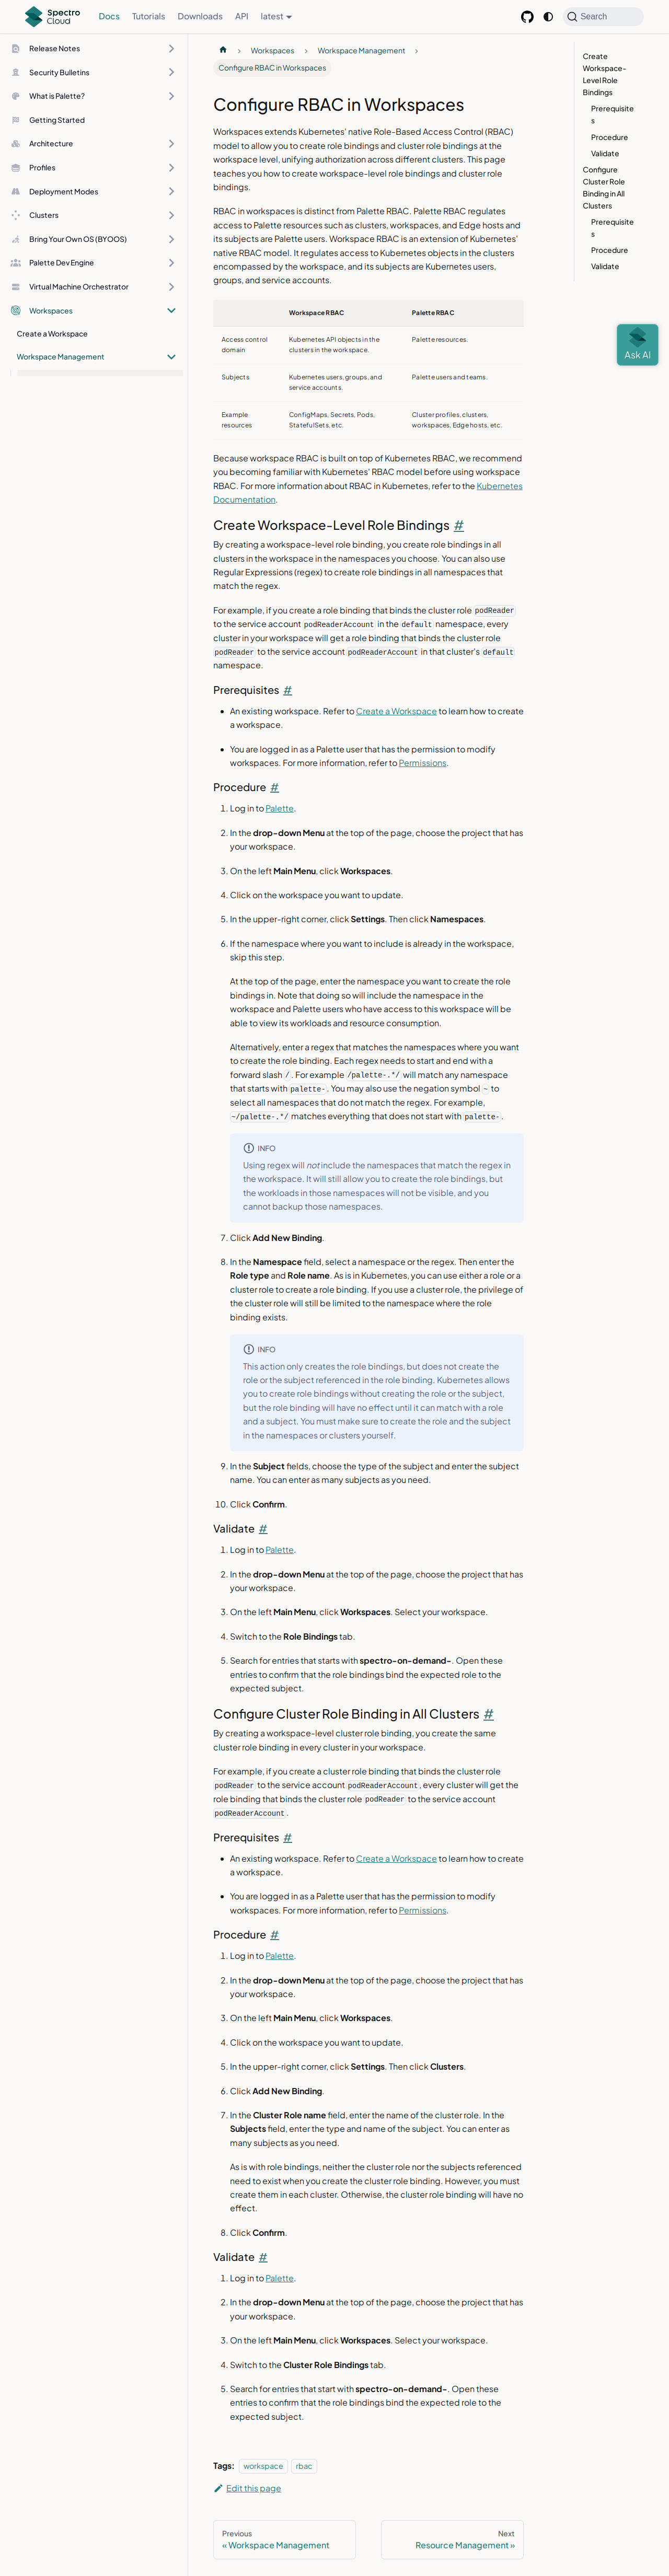 Spectro Cloud
Docs
Tutorials
Downloads
API
latest
Search
Release Notes
Security Bulletins
What is Palette?
Getting Started
Architecture
Profiles
Deployment Modes
Clusters
Bring Your Own OS (BYOOS)
Palette Dev Engine
Virtual Machine Orchestrator
Workspaces
Create a Workspace
Workspace Management
Workspaces
Workspace Management
Configure RBAC in Workspaces
Configure RBAC in Workspaces
Workspaces extends Kubernetes' native Role-Based Access Control (RBAC)
model to allow you to create role bindings and cluster role bindings at the
workspace level, unifying authorization across different clusters. This page
teaches you how to create workspace-level role bindings and cluster role
bindings.
RBAC in workspaces is distinct from Palette RBAC. Palette RBAC regulates
access to Palette resources such as clusters, workspaces, and Edge hosts and
its subjects are Palette users. Workspace RBAC is an extension of Kubernetes'
native RBAC model. It regulates access to Kubernetes objects in the clusters
encompassed by the workspace, and its subjects are Kubernetes users,
groups, and service accounts.
Workspace RBAC
Palette RBAC
Access control
domain
Kubernetes API objects in the
clusters in the workspace.
Palette resources.
Subjects
Kubernetes users, groups, and
service accounts.
Palette users and teams.
Example
resources
ConfigMaps, Secrets, Pods,
StatefulSets, etc.
Cluster profiles, clusters,
workspaces, Edge hosts, etc.
Because workspace RBAC is built on top of Kubernetes RBAC, we recommend
you becoming familiar with Kubernetes' RBAC model before using workspace
RBAC. For more information about RBAC in Kubernetes, refer to the Kubernetes
Documentation.
Create Workspace-Level Role Bindings #
By creating a workspace-level role binding, you create role bindings in all
clusters in the workspace in the namespaces you choose. You can also use
Regular Expressions (regex) to create role bindings in all namespaces that
match the regex.
For example, if you create a role binding that binds the cluster role podReader
to the service account podReaderAccount in the default namespace, every
cluster in your workspace will get a role binding that binds the cluster role
podReader to the service account podReaderAccount in that cluster's default
namespace.
Prerequisites #
• An existing workspace. Refer to Create a Workspace to learn how to create
a workspace.
• You are logged in as a Palette user that has the permission to modify
workspaces. For more information, refer to Permissions.
Procedure #
1. Log in to Palette.
2. In the drop-down Menu at the top of the page, choose the project that has
your workspace.
3. On the left Main Menu, click Workspaces.
4. Click on the workspace you want to update.
5. In the upper-right corner, click Settings. Then click Namespaces.
6. If the namespace where you want to include is already in the workspace,
skip this step.
At the top of the page, enter the namespace you want to create the role
bindings in. Note that doing so will include the namespace in the
workspace and Palette users who have access to this workspace will be
able to view its workloads and resource consumption.
Alternatively, enter a regex that matches the namespaces where you want
to create the role binding. Each regex needs to start and end with a
forward slash /. For example /palette-.*/ will match any namespace
that starts with palette-. You may also use the negation symbol ~ to
select all namespaces that do not match the regex. For example,
~/palette-.*/ matches everything that does not start with palette-.
INFO
Using regex will not include the namespaces that match the regex in
the workspace. It will still allow you to create the role bindings, but
the workloads in those namespaces will not be visible, and you
cannot backup those namespaces.
7. Click Add New Binding.
8. In the Namespace field, select a namespace or the regex. Then enter the
Role type and Role name. As is in Kubernetes, you can use either a role or a
cluster role to create a role binding. If you use a cluster role, the privilege of
the cluster role will still be limited to the namespace where the role
binding exists.
INFO
This action only creates the role bindings, but does not create the
role or the subject referenced in the role binding. Kubernetes allows
you to create role bindings without creating the role or the subject,
but the role binding will have no effect until it can match with a role
and a subject. You must make sure to create the role and the subject
in the namespaces or clusters yourself.
9. In the Subject fields, choose the type of the subject and enter the subject
name. You can enter as many subjects as you need.
10. Click Confirm.
Validate #
1. Log in to Palette.
2. In the drop-down Menu at the top of the page, choose the project that has
your workspace.
3. On the left Main Menu, click Workspaces. Select your workspace.
4. Switch to the Role Bindings tab.
5. Search for entries that starts with spectro-on-demand-. Open these
entries to confirm that the role bindings bind the expected role to the
expected subject.
Configure Cluster Role Binding in All Clusters #
By creating a workspace-level cluster role binding, you create the same
cluster role binding in every cluster in your workspace.
For example, if you create a cluster role binding that binds the cluster role
podReader to the service account podReaderAccount, every cluster will get the
role binding that binds the cluster role podReader to the service account
podReaderAccount.
Prerequisites #
• An existing workspace. Refer to Create a Workspace to learn how to create
a workspace.
• You are logged in as a Palette user that has the permission to modify
workspaces. For more information, refer to Permissions.
Procedure #
1. Log in to Palette.
2. In the drop-down Menu at the top of the page, choose the project that has
your workspace.
3. On the left Main Menu, click Workspaces.
4. Click on the workspace you want to update.
5. In the upper-right corner, click Settings. Then click Clusters.
6. Click Add New Binding.
7. In the Cluster Role name field, enter the name of the cluster role. In the
Subjects field, enter the type and name of the subject. You can enter as
many subjects as you need.
As is with role bindings, neither the cluster role nor the subjects referenced
need to exist when you create the cluster role binding. However, you must
create them in each cluster. Otherwise, the cluster role binding will have no
effect.
8. Click Confirm.
Validate #
1. Log in to Palette.
2. In the drop-down Menu at the top of the page, choose the project that has
your workspace.
3. On the left Main Menu, click Workspaces. Select your workspace.
4. Switch to the Cluster Role Bindings tab.
5. Search for entries that start with spectro-on-demand-. Open these
entries to confirm that the role bindings bind the expected role to the
expected subject.
Tags: workspace rbac
Edit this page
Previous
« Workspace Management
Next
Resource Management »
Create
Workspace-
Level Role
Bindings
Prerequisite
s
Procedure
Validate
Configure
Cluster Role
Binding in All
Clusters
Prerequisite
s
Procedure
Validate
Ask AI